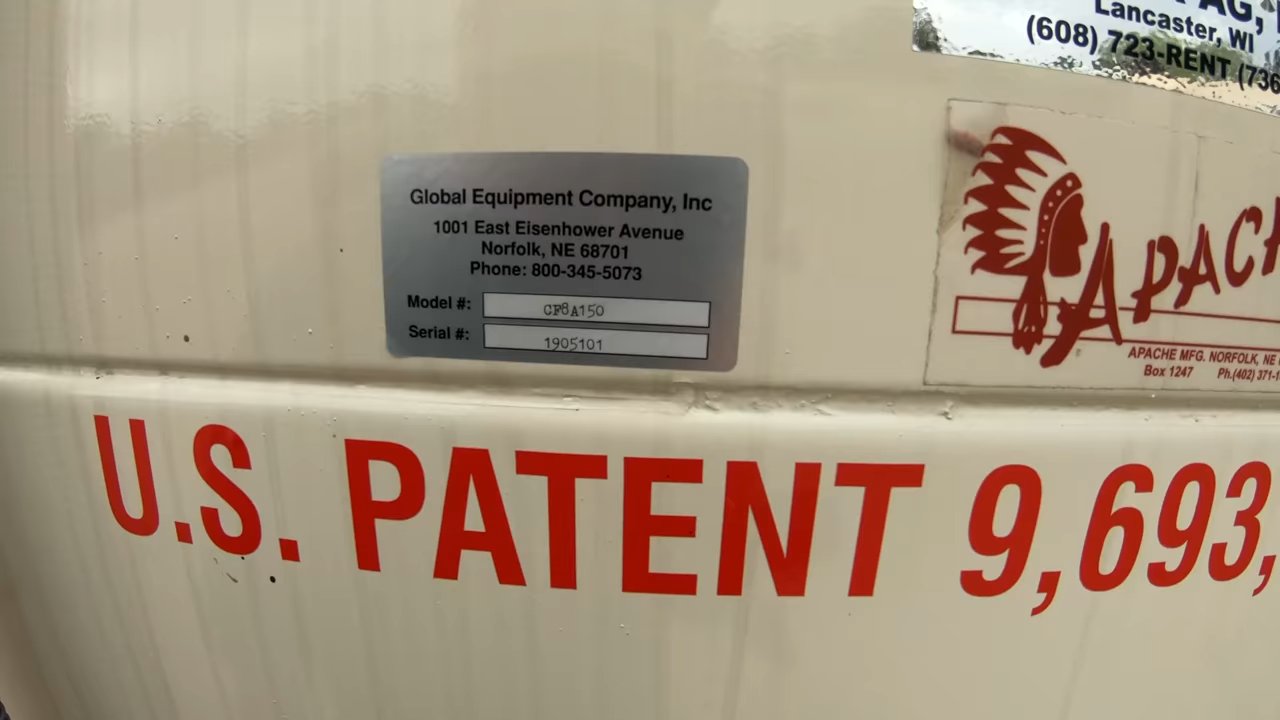 AG,
Lancaster, WI
(608) 723-RENT (736
Global Equipment Company, Inc
1001 East Eisenhower Avenue
Norfolk, NE 68701
Phone: 800-345-5073
Model #: CF8A150
Serial #: 1905101
APACH
APACHE MFG. NORFOLK, NE
Box 1247 Ph.(402) 371-1
U.S. PATENT 9,693,